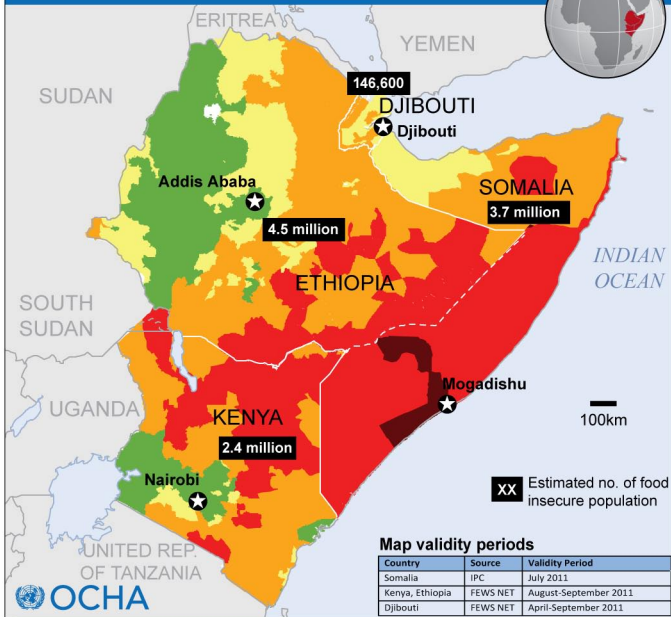 ERITREA
YEMEN
SUDAN
146,600
DJIBOUTI
Djibouti
Addis Ababa
SOMALIA
3.7 million
4.5 million
INDIAN
OCEAN
ETHIOPIA
SOUTH
SUDAN
Mogadishu
100km
UGANDA
KENYA
2.4 million
Nairobi
XX Estimated no. of food
insecure population
UNITED REP.
OF TANZANIA
Map validity periods
Country Source Validity Period
Somalia IPC July 2011
Kenya, Ethiopia FEWS NET August-September 2011
Djibouti FEWS NET April-September 2011
OCHA